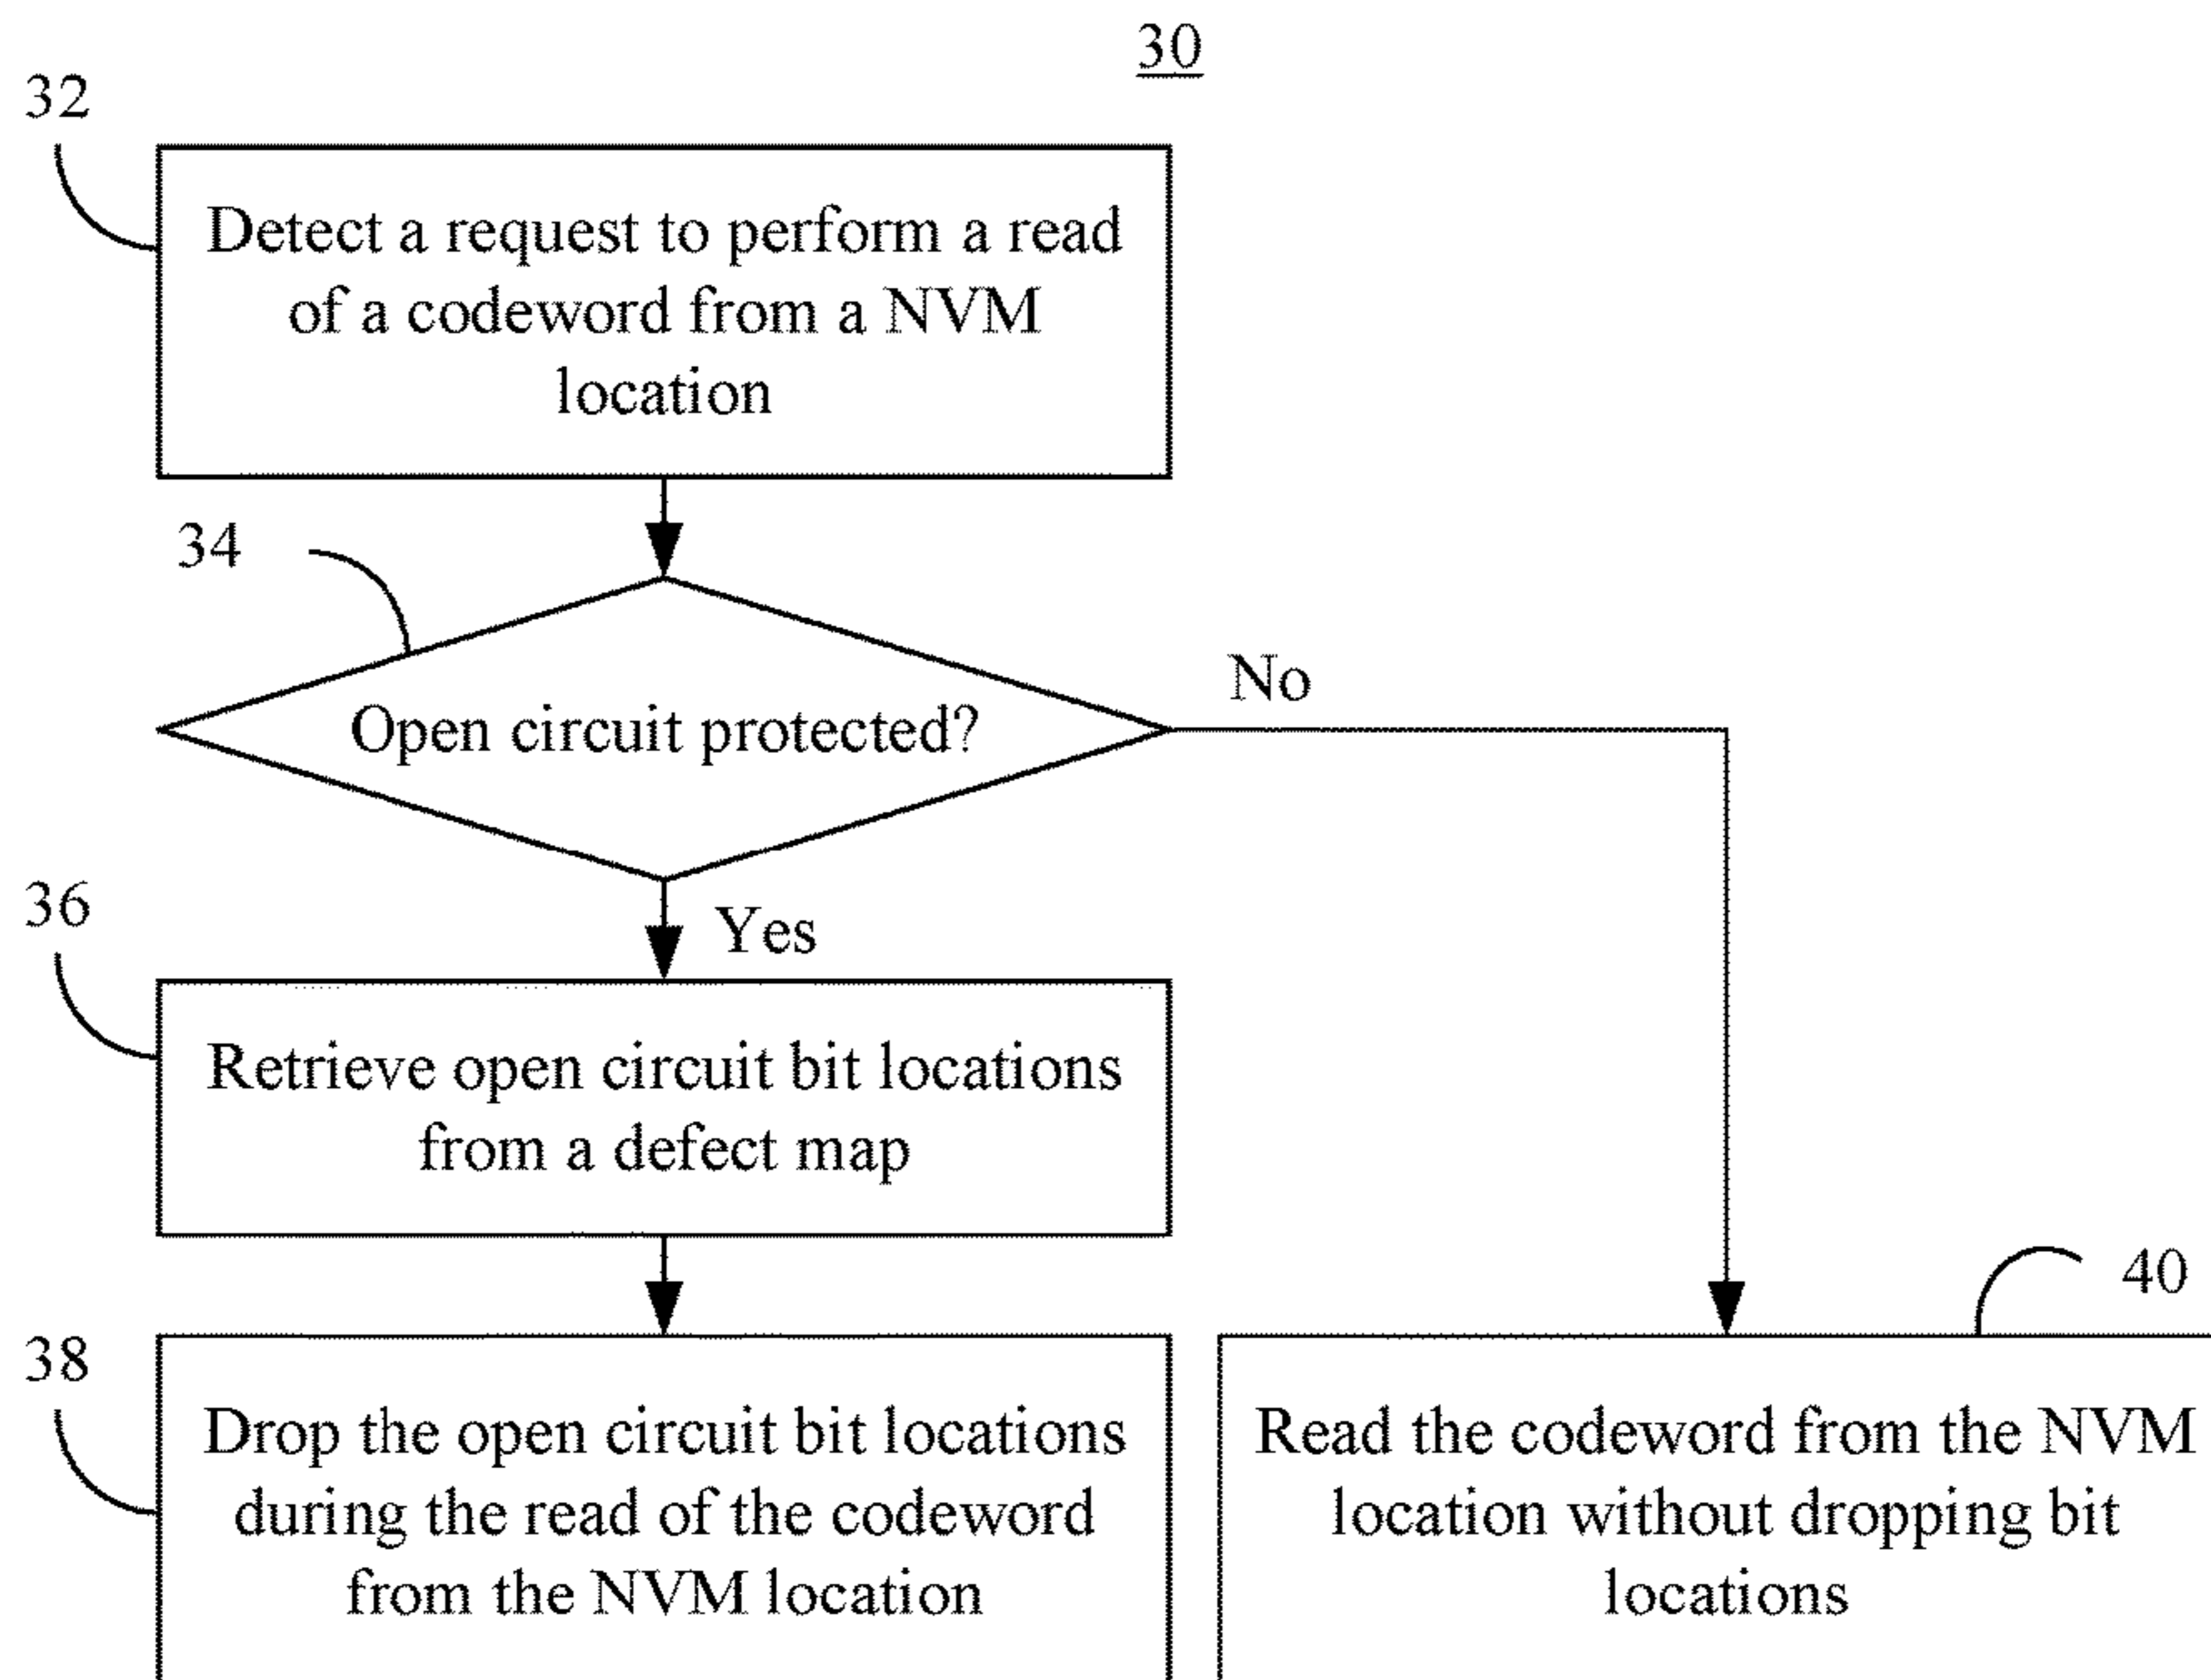 30
32
Detect a request to perform a read
of a codeword from a NVM
location
34
Open circuit protected?
No
Yes
36
Retrieve open circuit bit locations
from a defect map
38
Drop the open circuit bit locations
during the read of the codeword
from the NVM location
40
Read the codeword from the NVM
location without dropping bit
locations